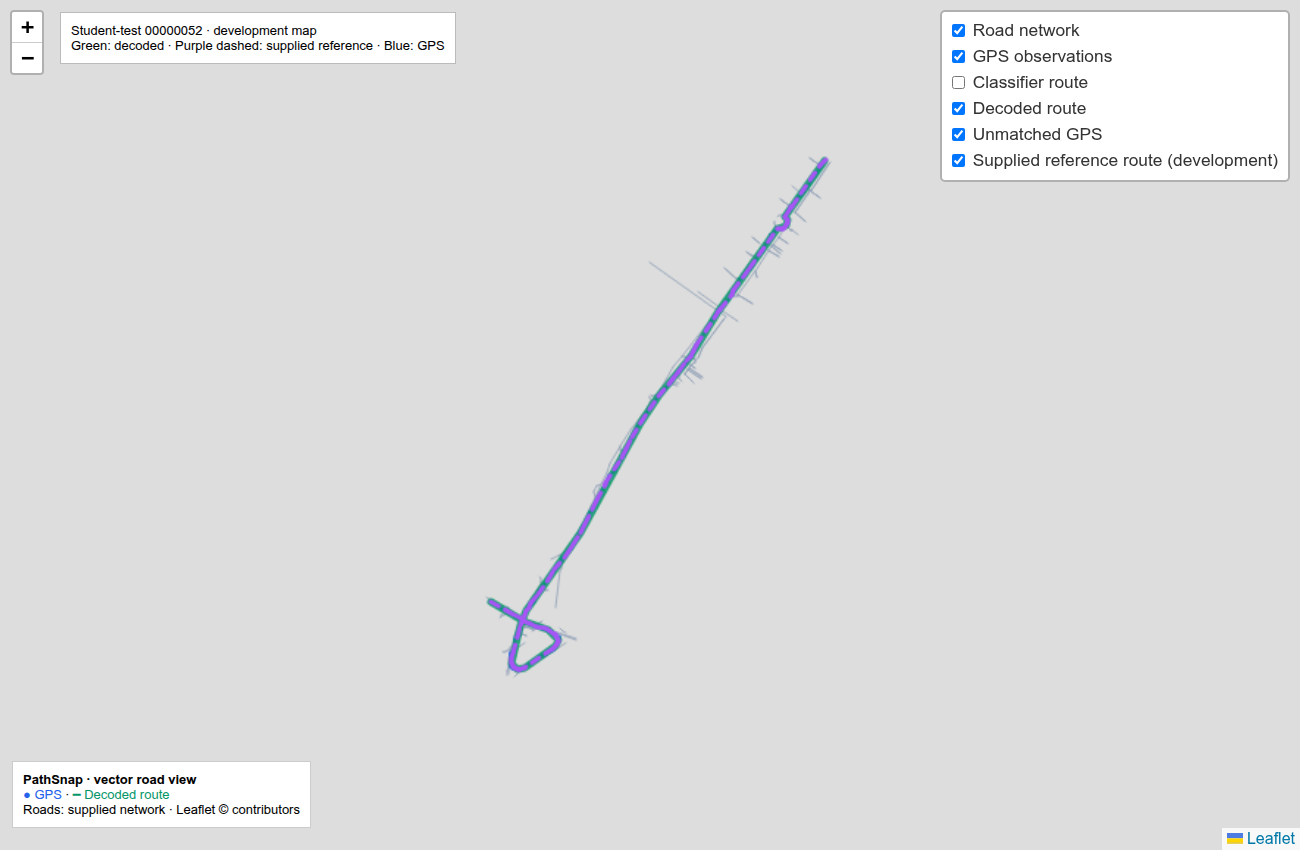 +
−
Student-test 00000052 · development map
Green: decoded · Purple dashed: supplied reference · Blue: GPS
Road network
GPS observations
Classifier route
Decoded route
Unmatched GPS
Supplied reference route (development)
PathSnap · vector road view
● GPS · ━ Decoded route
Roads: supplied network · Leaflet © contributors
Leaflet